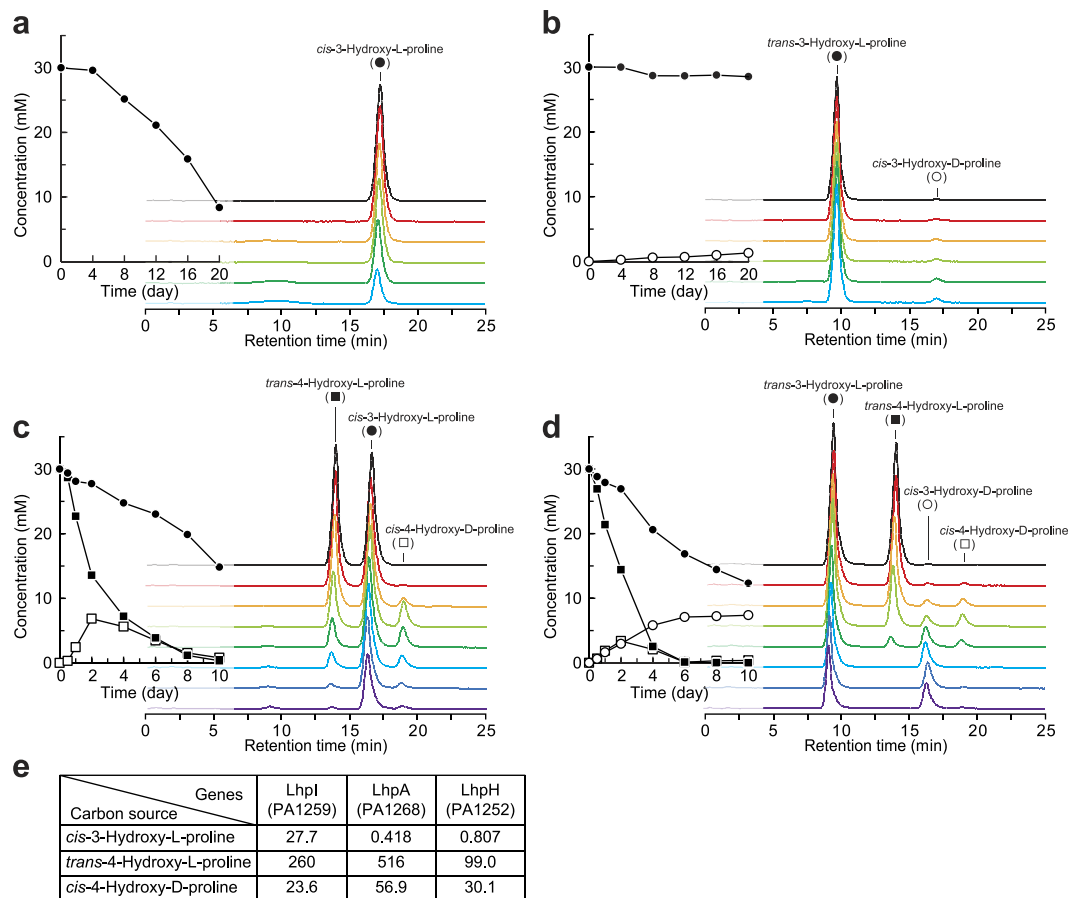 a
cis-3-Hydroxy-L-proline
(●)
Concentration (mM)
30
20
10
0
0 4 8 12 16 20
Time (day)
0 5 10 15 20 25
Retention time (min)
b
trans-3-Hydroxy-L-proline
(●)
cis-3-Hydroxy-D-proline
(○)
Concentration (mM)
30
20
10
0
0 4 8 12 16 20
Time (day)
0 5 10 15 20 25
Retention time (min)
c
trans-4-Hydroxy-L-proline
(■)
cis-3-Hydroxy-L-proline
(●)
cis-4-Hydroxy-D-proline
(□)
Concentration (mM)
30
20
10
0
0 2 4 6 8 10
Time (day)
0 5 10 15 20 25
Retention time (min)
d
trans-3-Hydroxy-L-proline
(●)
trans-4-Hydroxy-L-proline
(■)
cis-3-Hydroxy-D-proline
(○)
cis-4-Hydroxy-D-proline
(□)
Concentration (mM)
30
20
10
0
0 2 4 6 8 10
Time (day)
0 5 10 15 20 25
Retention time (min)
e
Genes LhpI LhpA LhpH
Carbon source (PA1259) (PA1268) (PA1252)
cis-3-Hydroxy-L-proline 27.7 0.418 0.807
trans-4-Hydroxy-L-proline 260 516 99.0
cis-4-Hydroxy-D-proline 23.6 56.9 30.1